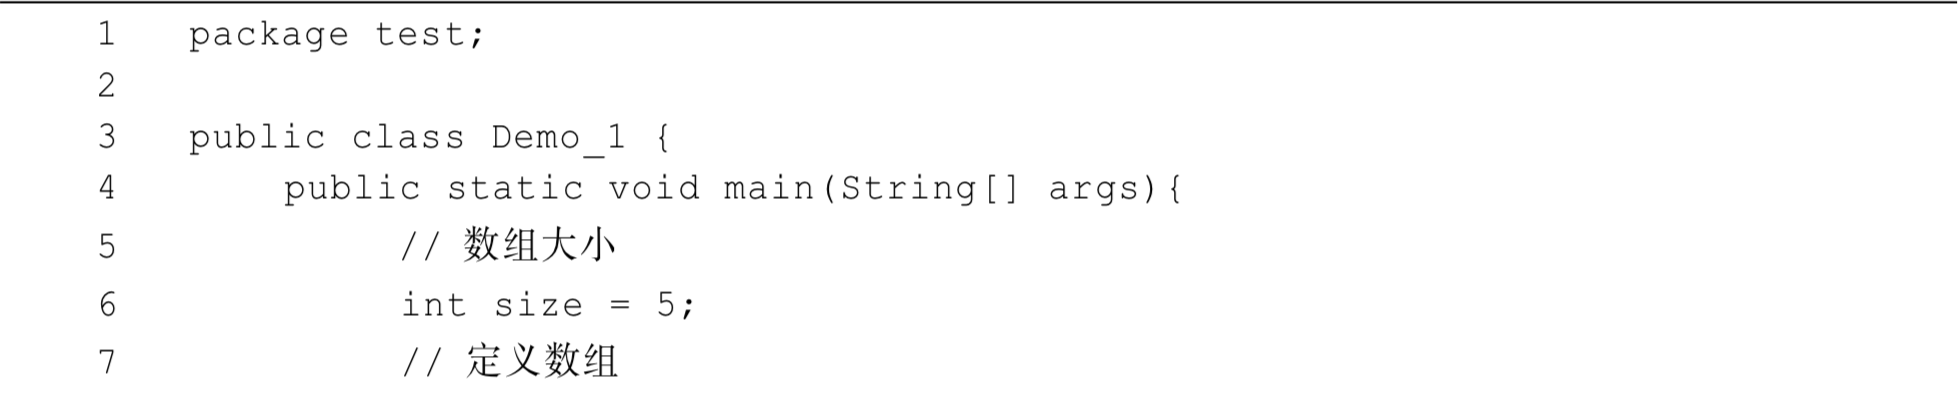 1 package test;
2
3 public class Demo_1 {
4 public static void main(String[] args){
5 // 数组大小
6 int size = 5;
7 // 定义数组